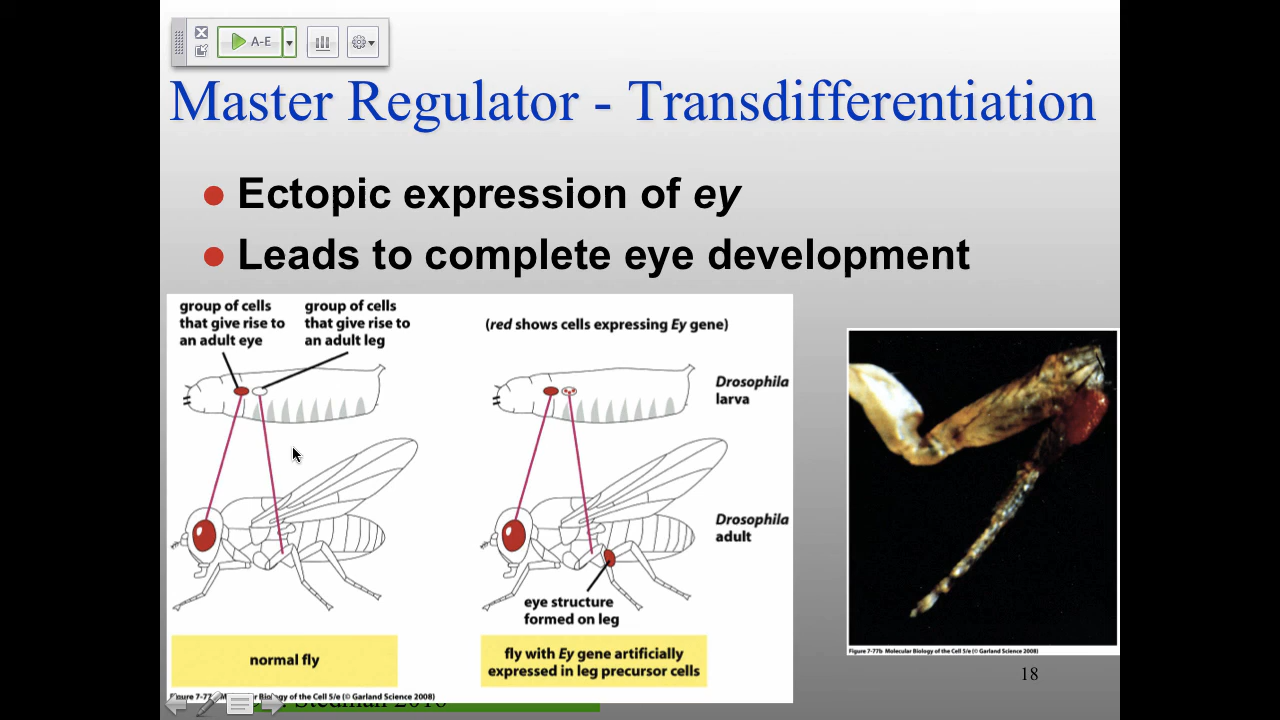 A-E
Master Regulator - Transdifferentiation
Ectopic expression of ey
Leads to complete eye development
group of cells
that give rise to
an adult eye
group of cells
that give rise to
an adult leg
(red shows cells expressing Ey gene)
Drosophila
larva
Drosophila
adult
eye structure
formed on leg
normal fly
fly with Ey gene artificially
expressed in leg precursor cells
Figure 7-77b Molecular Biology of the Cell 5/e (© Garland Science 2008)
18
Figure 7-77 Molecular Biology of the Cell 5/e (© Garland Science 2008)
Stedman 2010